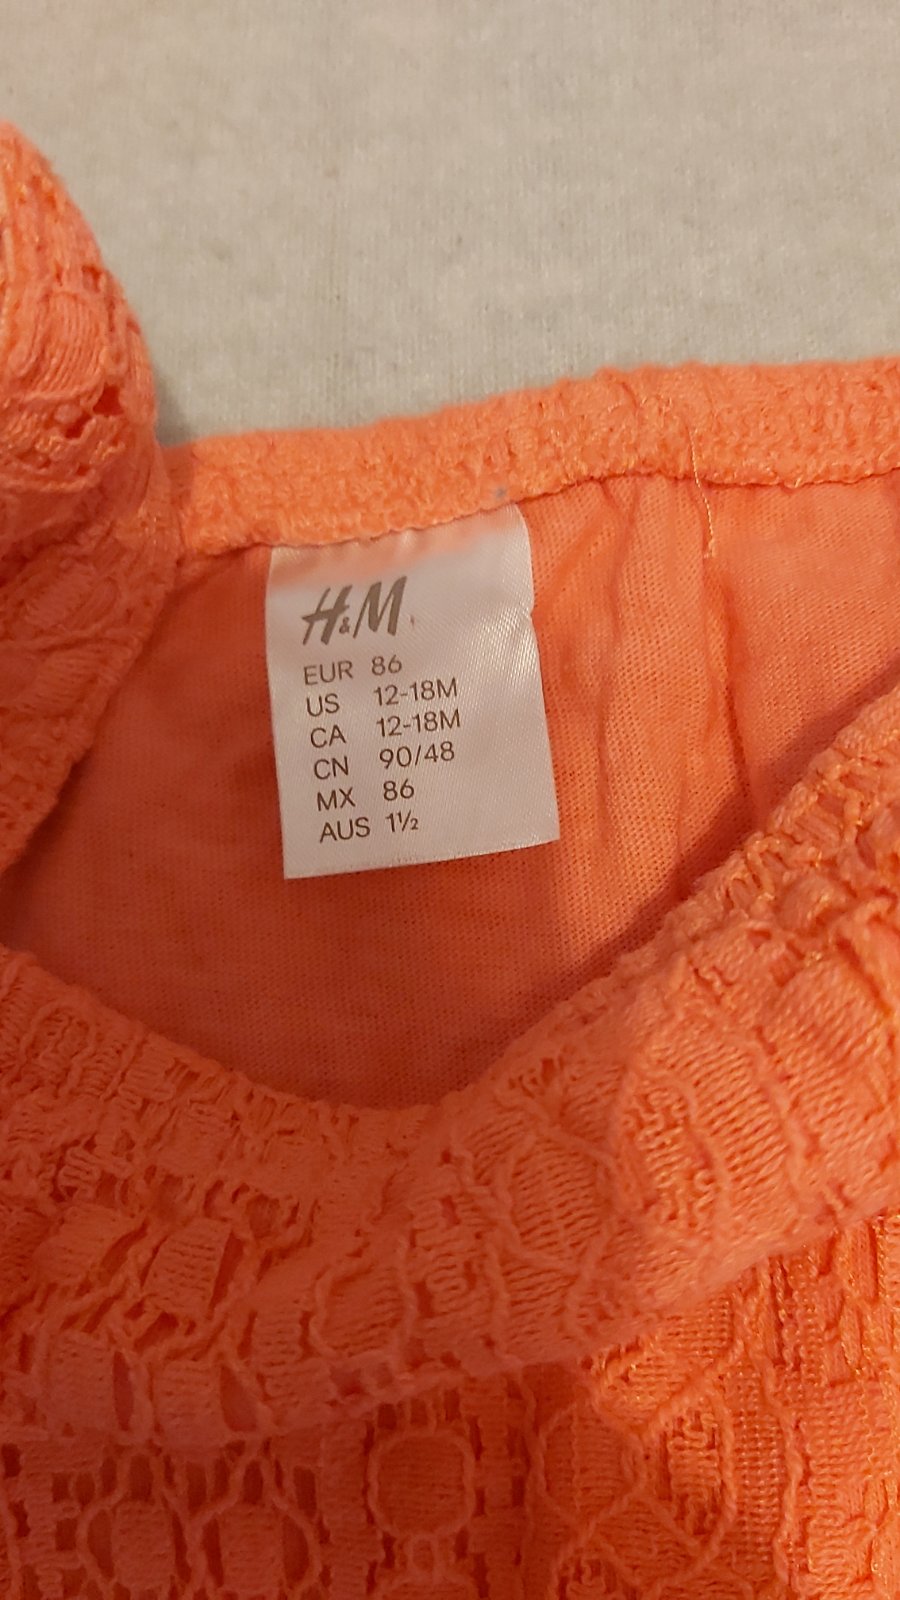 H&M
EUR 86
US 12-18M
CA 12-18M
CN 90/48
MX 86
AUS 1½